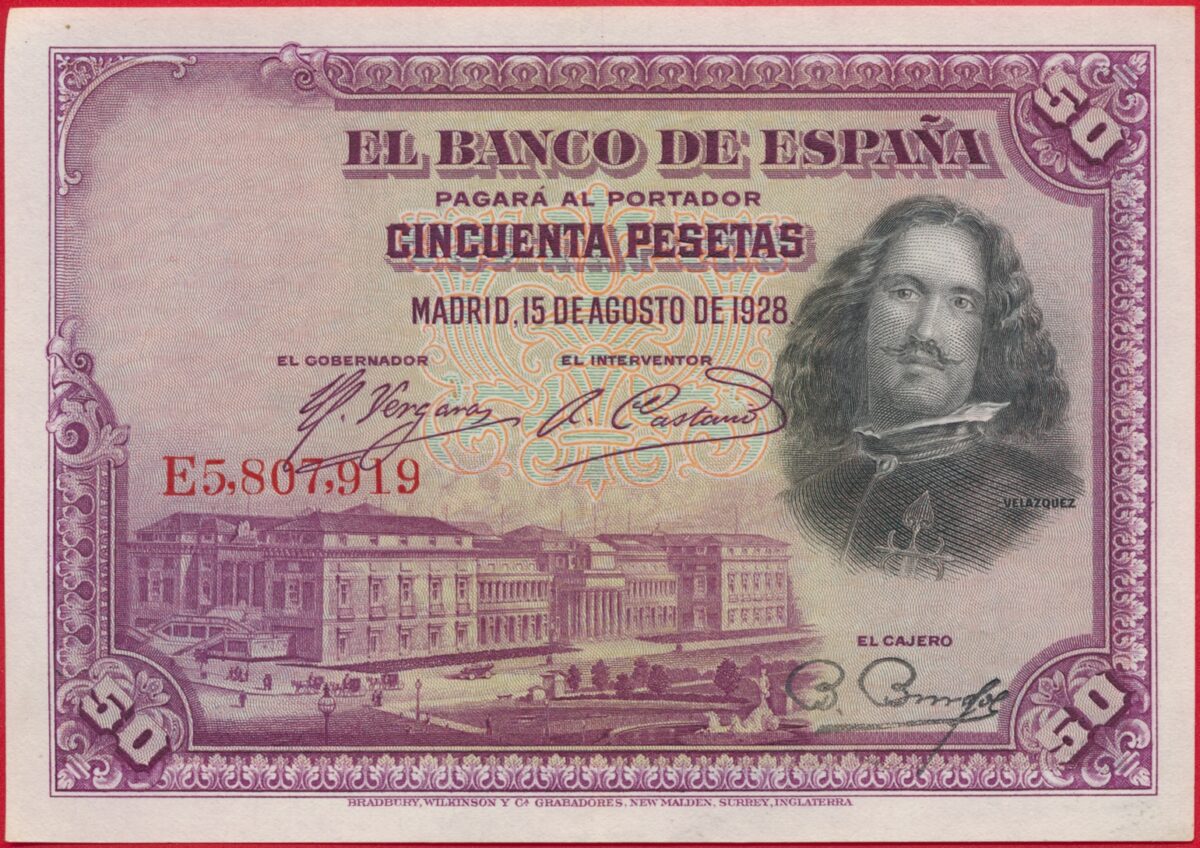 50
EL BANCO DE ESPAÑA
PAGARÁ AL PORTADOR
CINCUENTA PESETAS
MADRID, 15 DE AGOSTO DE 1928.
EL GOBERNADOR
EL INTERVENTOR
Vergara
E5,807,919
VELAZQUEZ
EL CAJERO
50
50
BRADBURY, WILKINSON Y Cª GRABADORES, NEW MALDEN, SURREY, INGLATERRA